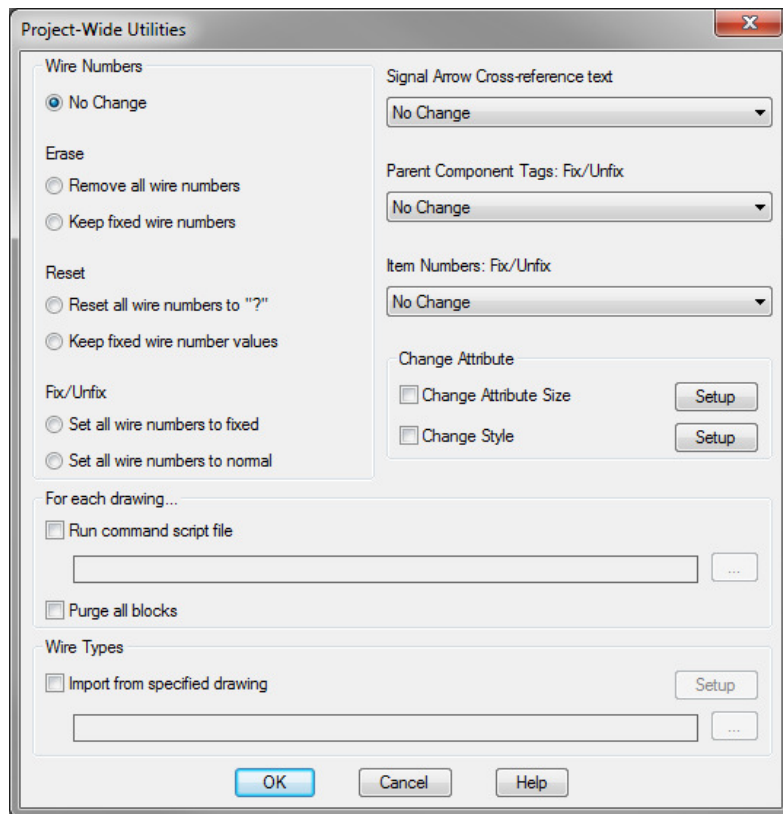 Project-Wide Utilities
Wire Numbers
No Change
Erase
Remove all wire numbers
Keep fixed wire numbers
Reset
Reset all wire numbers to "?"
Keep fixed wire number values
Fix/Unfix
Set all wire numbers to fixed
Set all wire numbers to normal
Signal Arrow Cross-reference text
No Change
Parent Component Tags: Fix/Unfix
No Change
Item Numbers: Fix/Unfix
No Change
Change Attribute
Change Attribute Size Setup
Change Style Setup
For each drawing...
Run command script file
...
Purge all blocks
Wire Types
Import from specified drawing Setup
...
OK Cancel Help